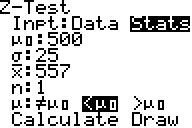 Z-Test
Inpt:Data Stats
μ₀:500
σ:25
x̄:557
n:1
μ:≠μ₀ <μ₀ >μ₀
Calculate Draw